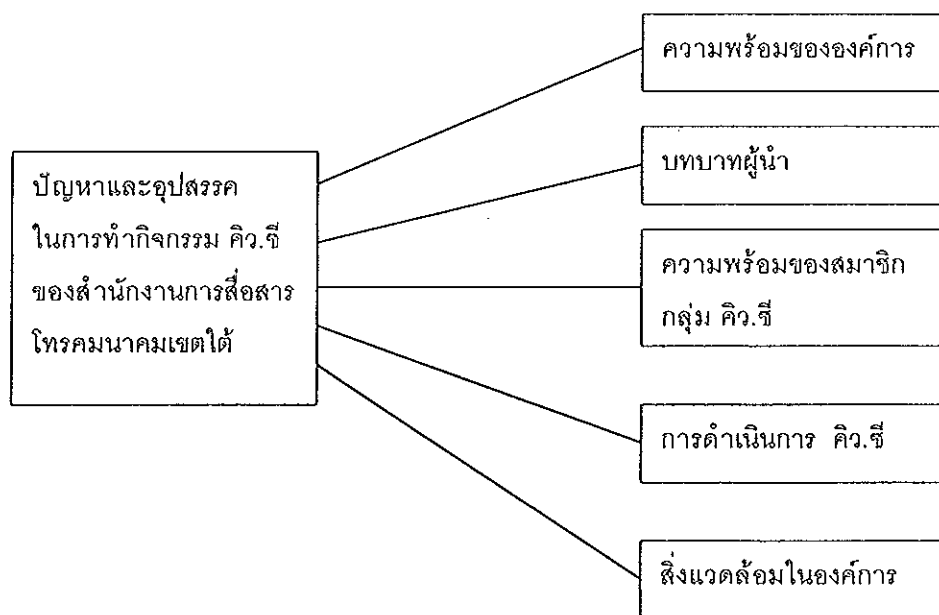 ความพร้อมขององค์การ
บทบาทผู้นำ
ปัญหาและอุปสรรค
ในการทำกิจกรรม คิว.ซี
ของสำนักงานการสื่อสาร
โทรคมนาคมเขตใต้
ความพร้อมของสมาชิก
กลุ่ม คิว.ซี
การดำเนินการ คิว.ซี
สิ่งแวดล้อมในองค์การ